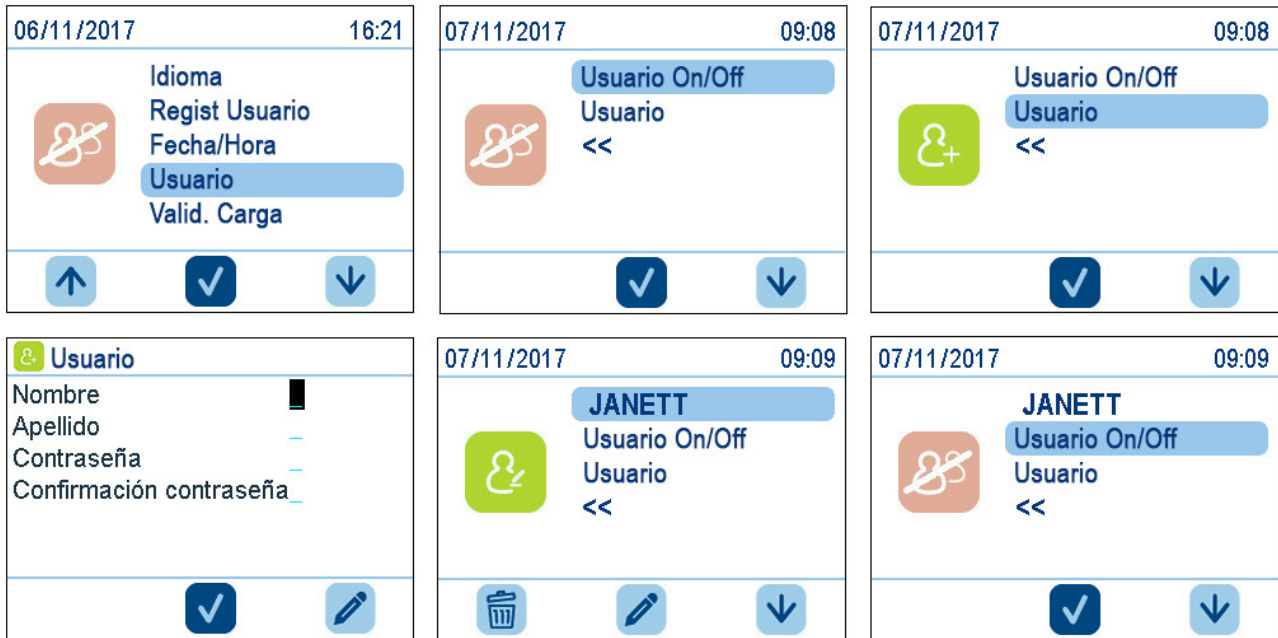 06/11/2017 16:21
Idioma
Regist Usuario
Fecha/Hora
Usuario
Valid. Carga
07/11/2017 09:08
Usuario On/Off
Usuario
<<
07/11/2017 09:08
Usuario On/Off
Usuario
<<
Usuario
Nombre _
Apellido _
Contraseña _
Confirmación contraseña_
07/11/2017 09:09
JANETT
Usuario On/Off
Usuario
<<
07/11/2017 09:09
JANETT
Usuario On/Off
Usuario
<<